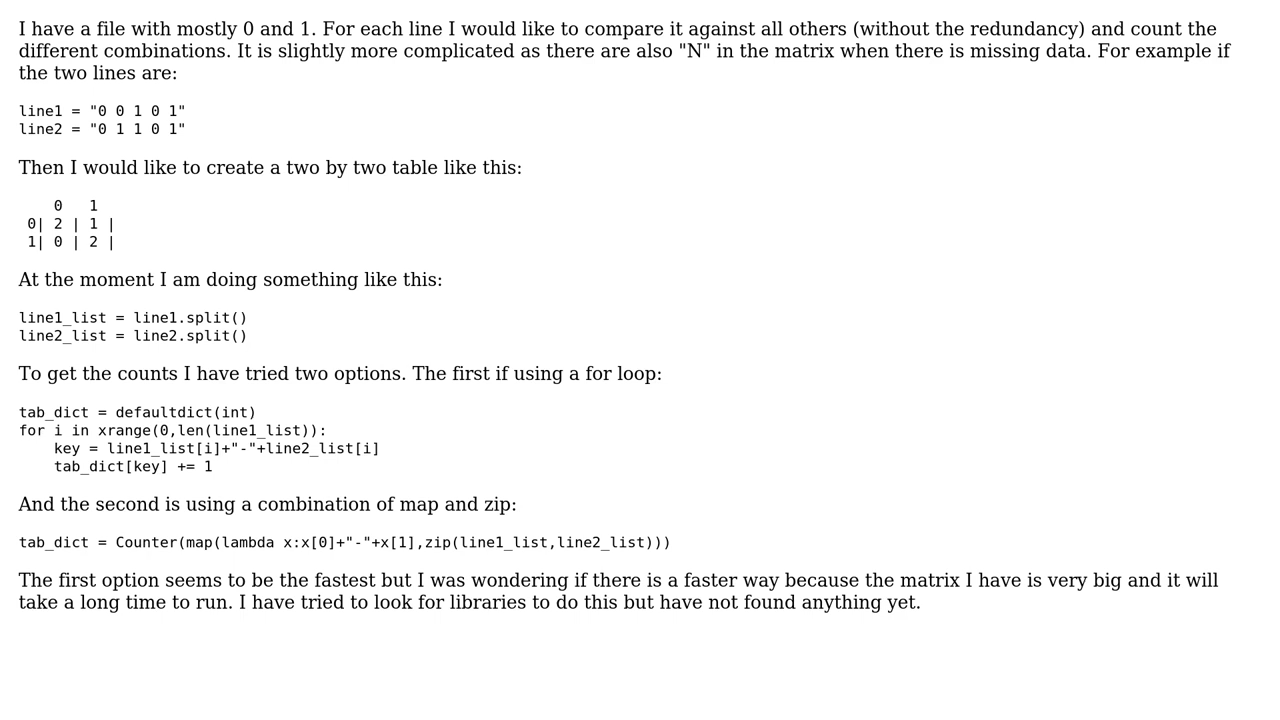 I have a file with mostly 0 and 1. For each line I would like to compare it against all others (without the redundancy) and count the
different combinations. It is slightly more complicated as there are also "N" in the matrix when there is missing data. For example if
the two lines are:
line1 = "0 0 1 0 1"
line2 = "0 1 1 0 1"
Then I would like to create a two by two table like this:
    0   1
 0| 2 | 1 |
 1| 0 | 2 |
At the moment I am doing something like this:
line1_list = line1.split()
line2_list = line2.split()
To get the counts I have tried two options. The first if using a for loop:
tab_dict = defaultdict(int)
for i in xrange(0,len(line1_list)):
    key = line1_list[i]+"-"+line2_list[i]
    tab_dict[key] += 1
And the second is using a combination of map and zip:
tab_dict = Counter(map(lambda x:x[0]+"-"+x[1],zip(line1_list,line2_list)))
The first option seems to be the fastest but I was wondering if there is a faster way because the matrix I have is very big and it will
take a long time to run. I have tried to look for libraries to do this but have not found anything yet.